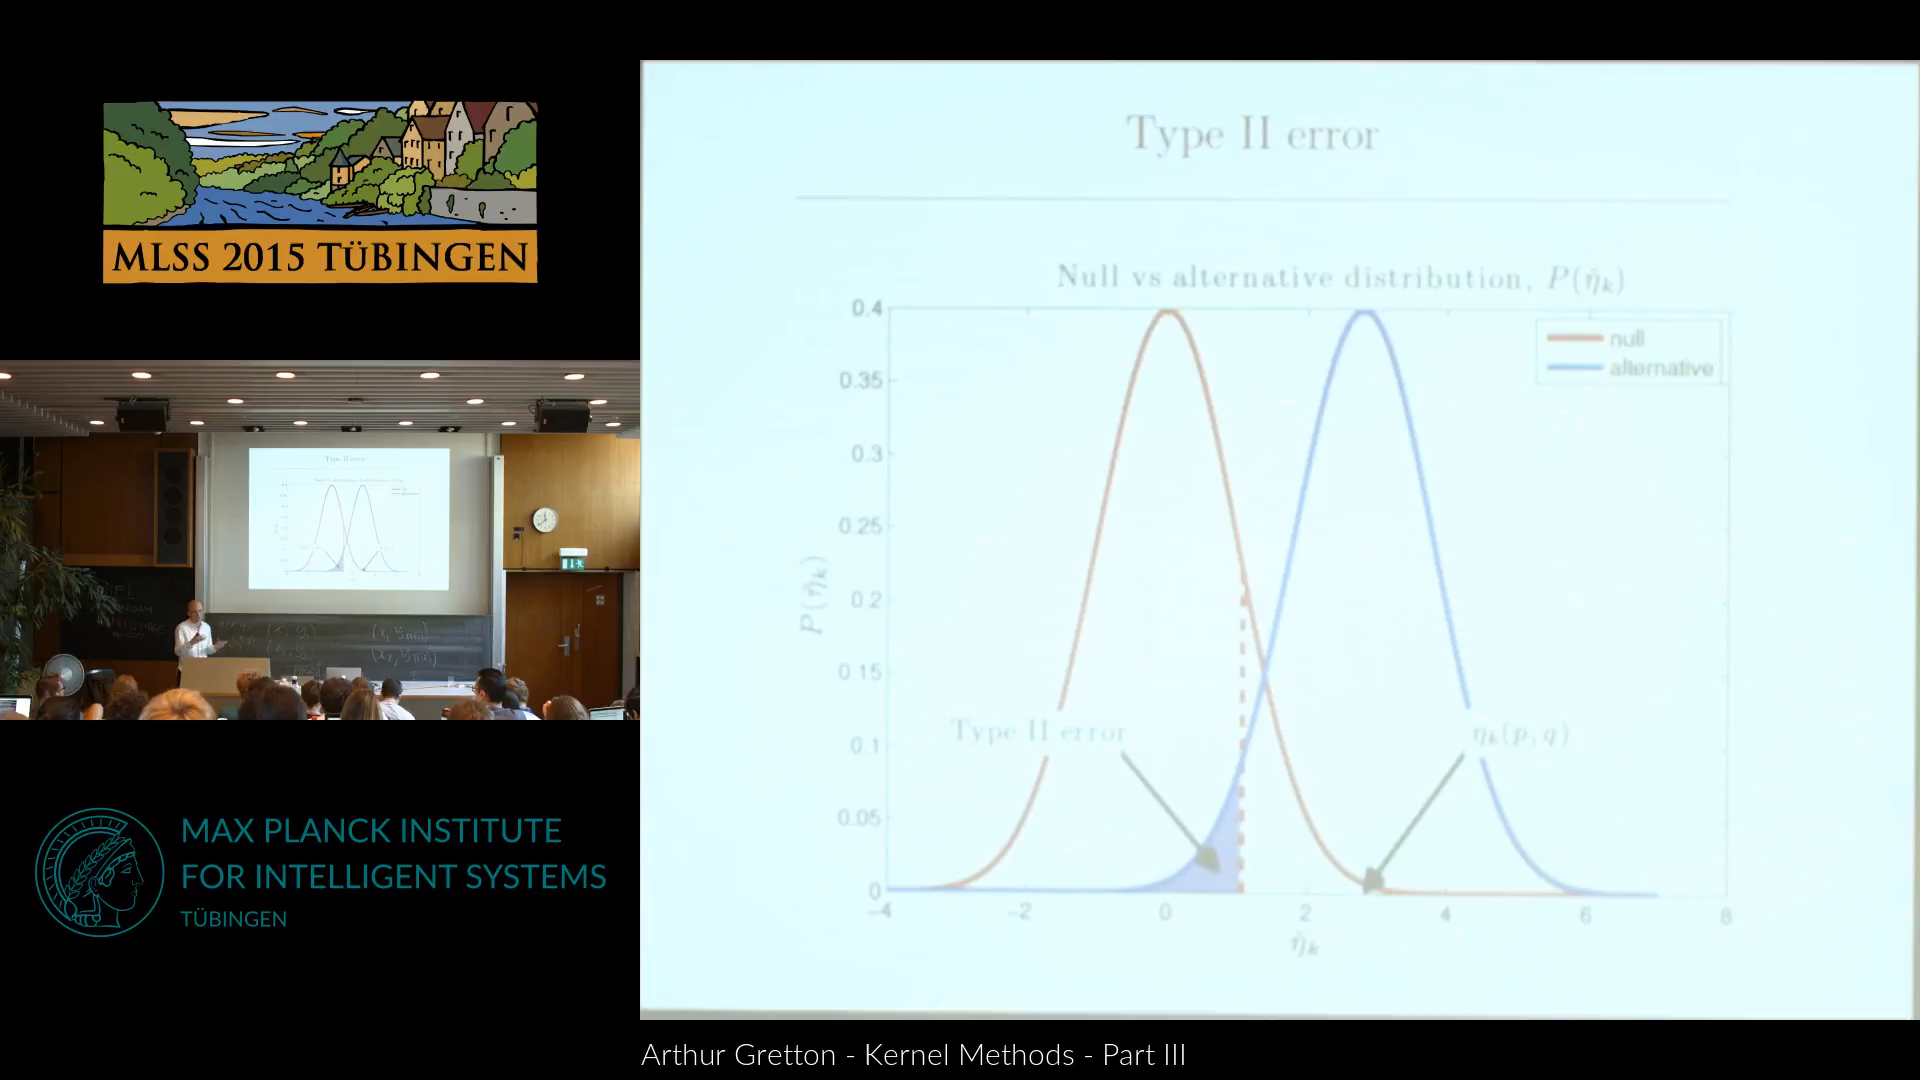 MLSS 2015 TÜBINGEN
MAX PLANCK INSTITUTE
FOR INTELLIGENT SYSTEMS
TÜBINGEN
Type II error
Null vs alternative distribution, P(η̂ₖ)
null
alternative
0.4
0.35
0.3
0.25
0.2
0.15
0.1
0.05
0
P(η̂ₖ)
Type II error
ηₖ(p, q)
−4
−2
0
2
4
6
8
η̂ₖ
Arthur Gretton - Kernel Methods - Part III